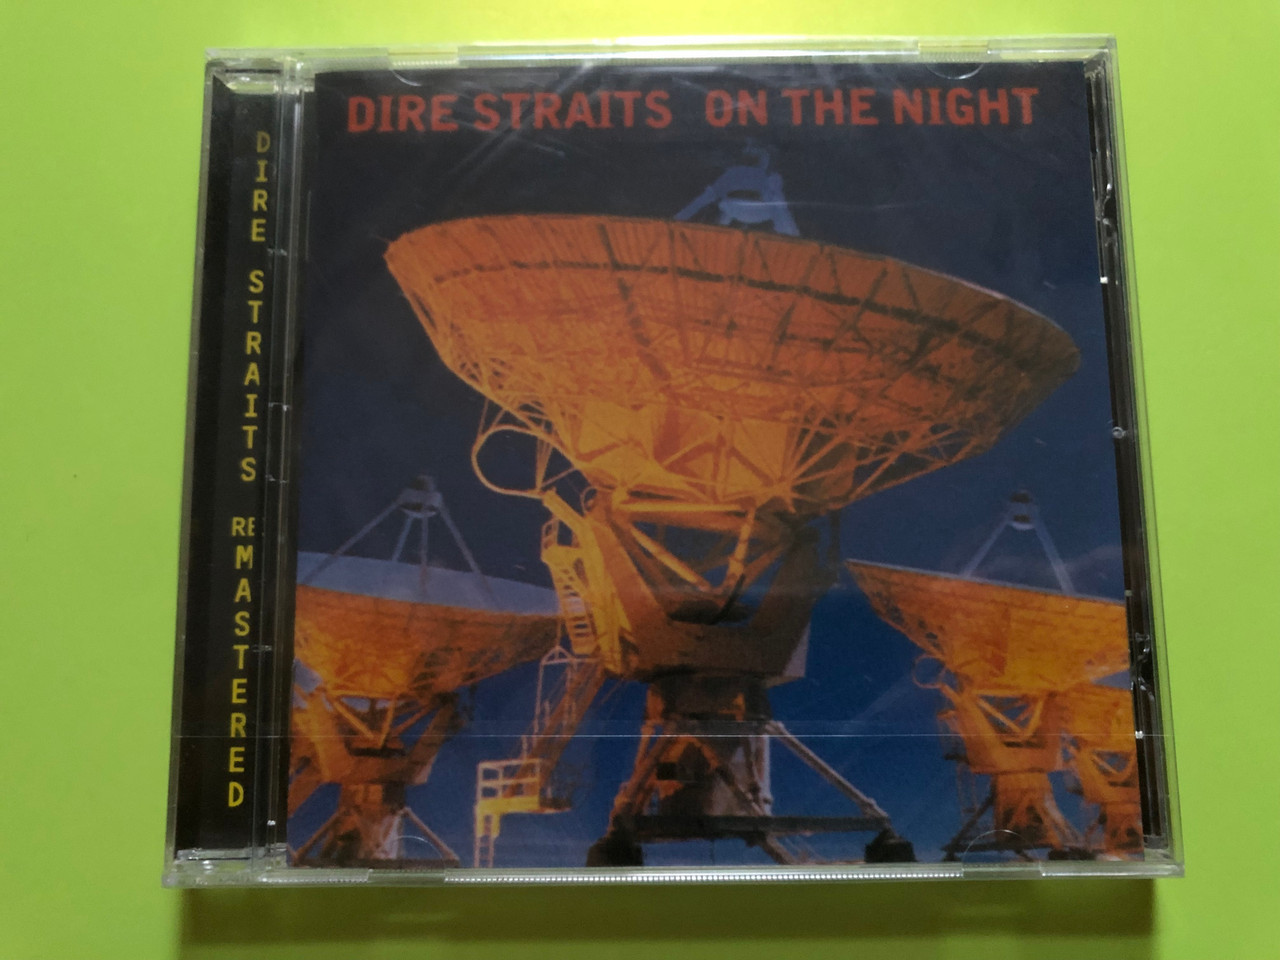 DIRE STRAITS ON THE NIGHT
DIRE STRAITS REMASTERED